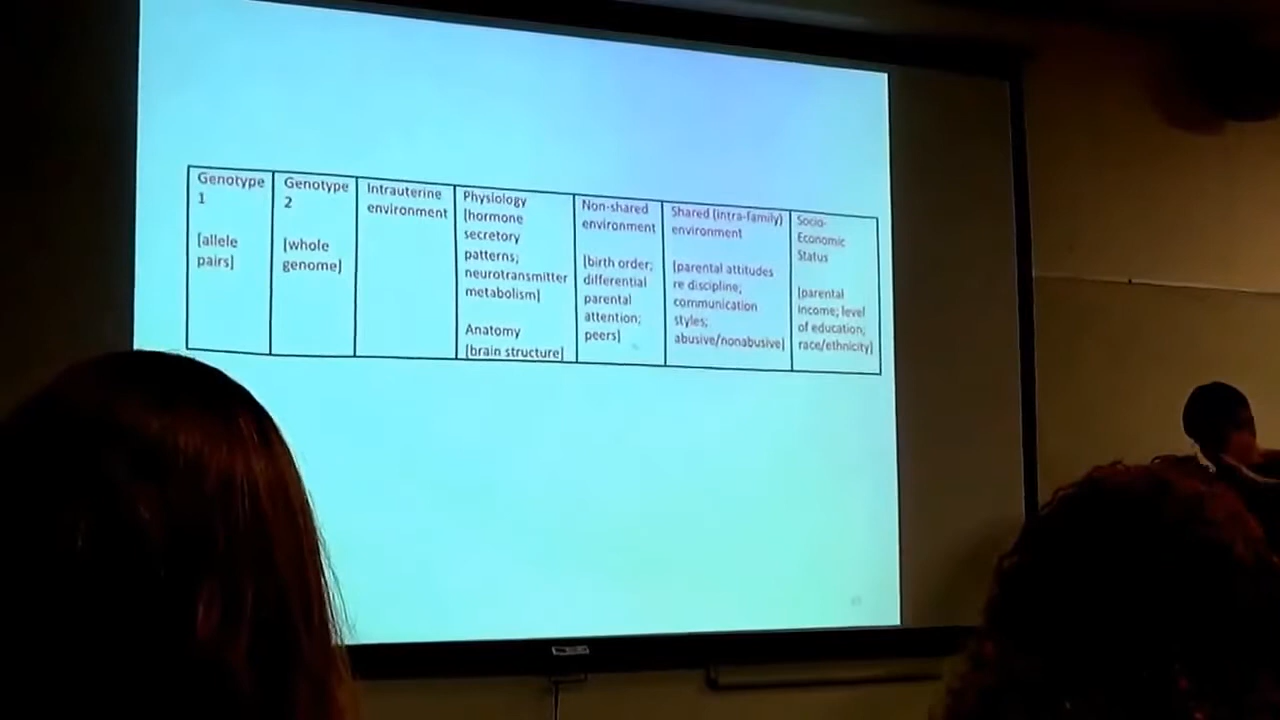 Genotype
1
[allele
pairs]
Genotype
2
[whole
genome]
Intrauterine
environment
Physiology
[hormone
secretory
patterns;
neurotransmitter
metabolism]
Anatomy
[brain structure]
Non-shared
environment
[birth order;
differential
parental
attention;
peers]
Shared (intra-family)
environment
[parental attitudes
re discipline;
communication
styles;
abusive/nonabusive]
Socio-
Economic
Status
[parental
income; level
of education;
race/ethnicity]